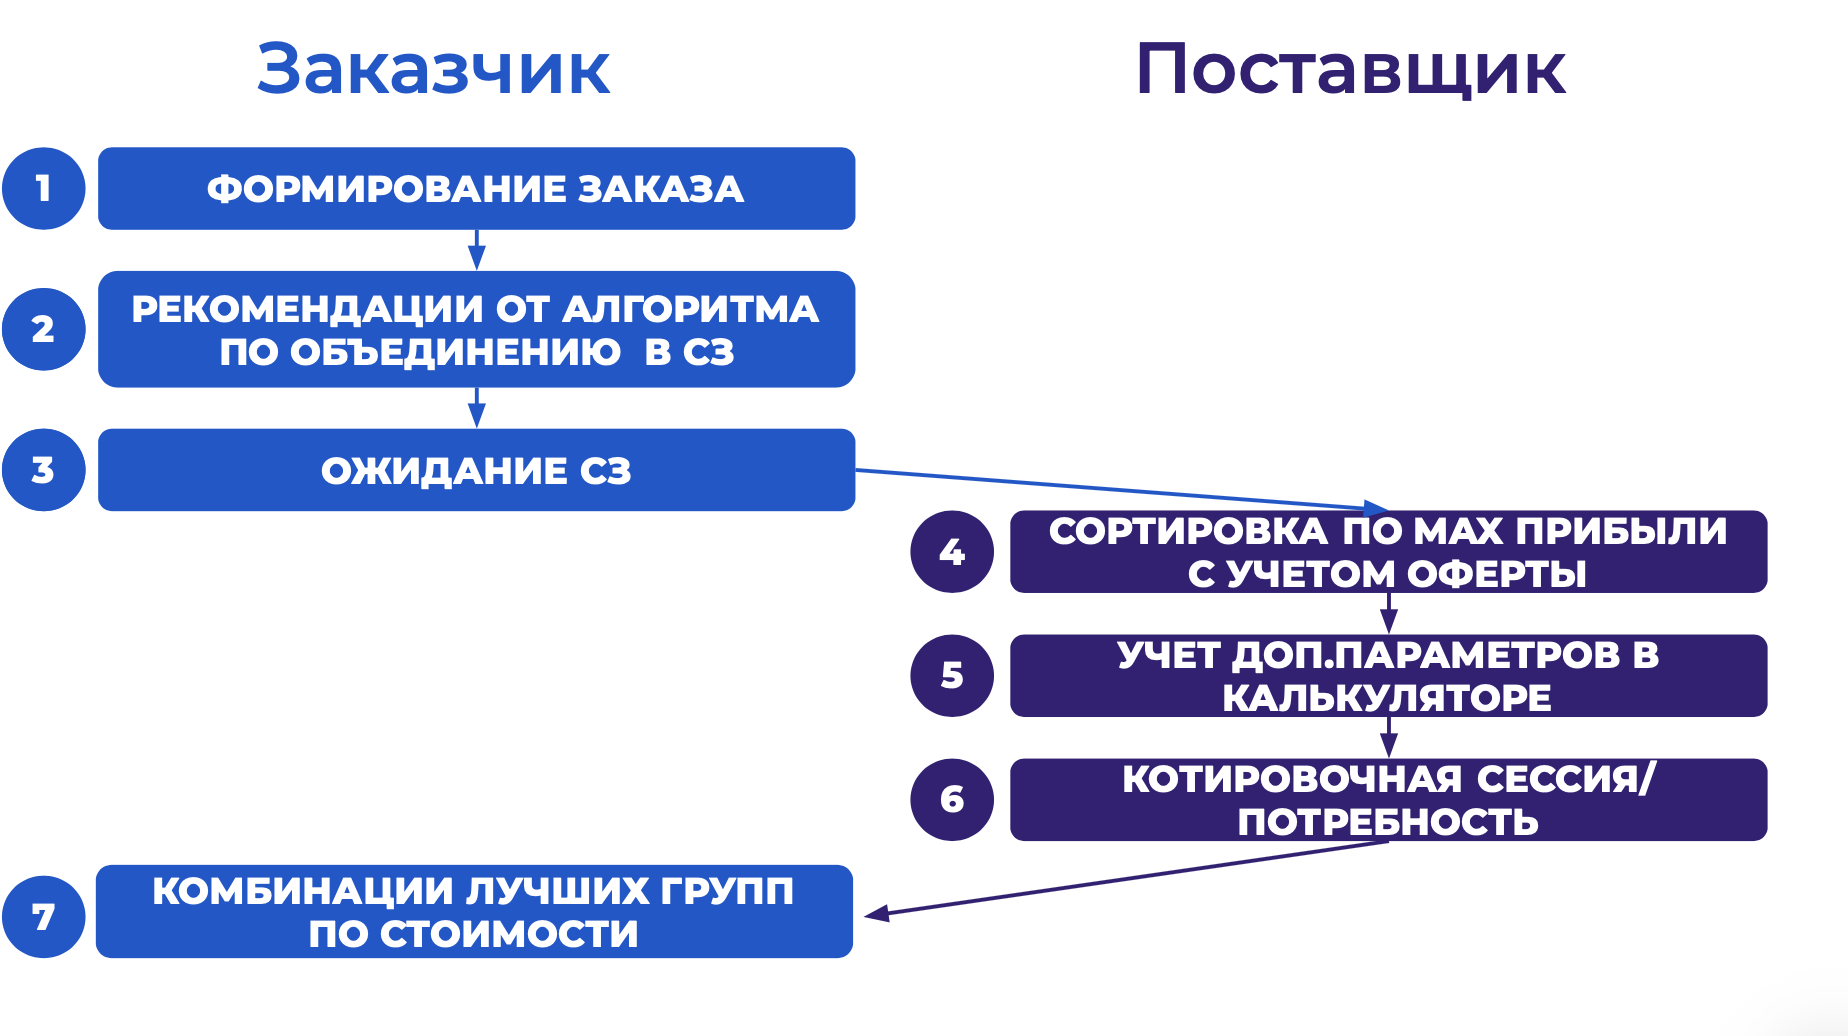 Заказчик
Поставщик
1
ФОРМИРОВАНИЕ ЗАКАЗА
2
РЕКОМЕНДАЦИИ ОТ АЛГОРИТМА
ПО ОБЪЕДИНЕНИЮ В СЗ
3
ОЖИДАНИЕ СЗ
4
СОРТИРОВКА ПО МАХ ПРИБЫЛИ
С УЧЕТОМ ОФЕРТЫ
5
УЧЕТ ДОП.ПАРАМЕТРОВ В
КАЛЬКУЛЯТОРЕ
6
КОТИРОВОЧНАЯ СЕССИЯ/
ПОТРЕБНОСТЬ
7
КОМБИНАЦИИ ЛУЧШИХ ГРУПП
ПО СТОИМОСТИ